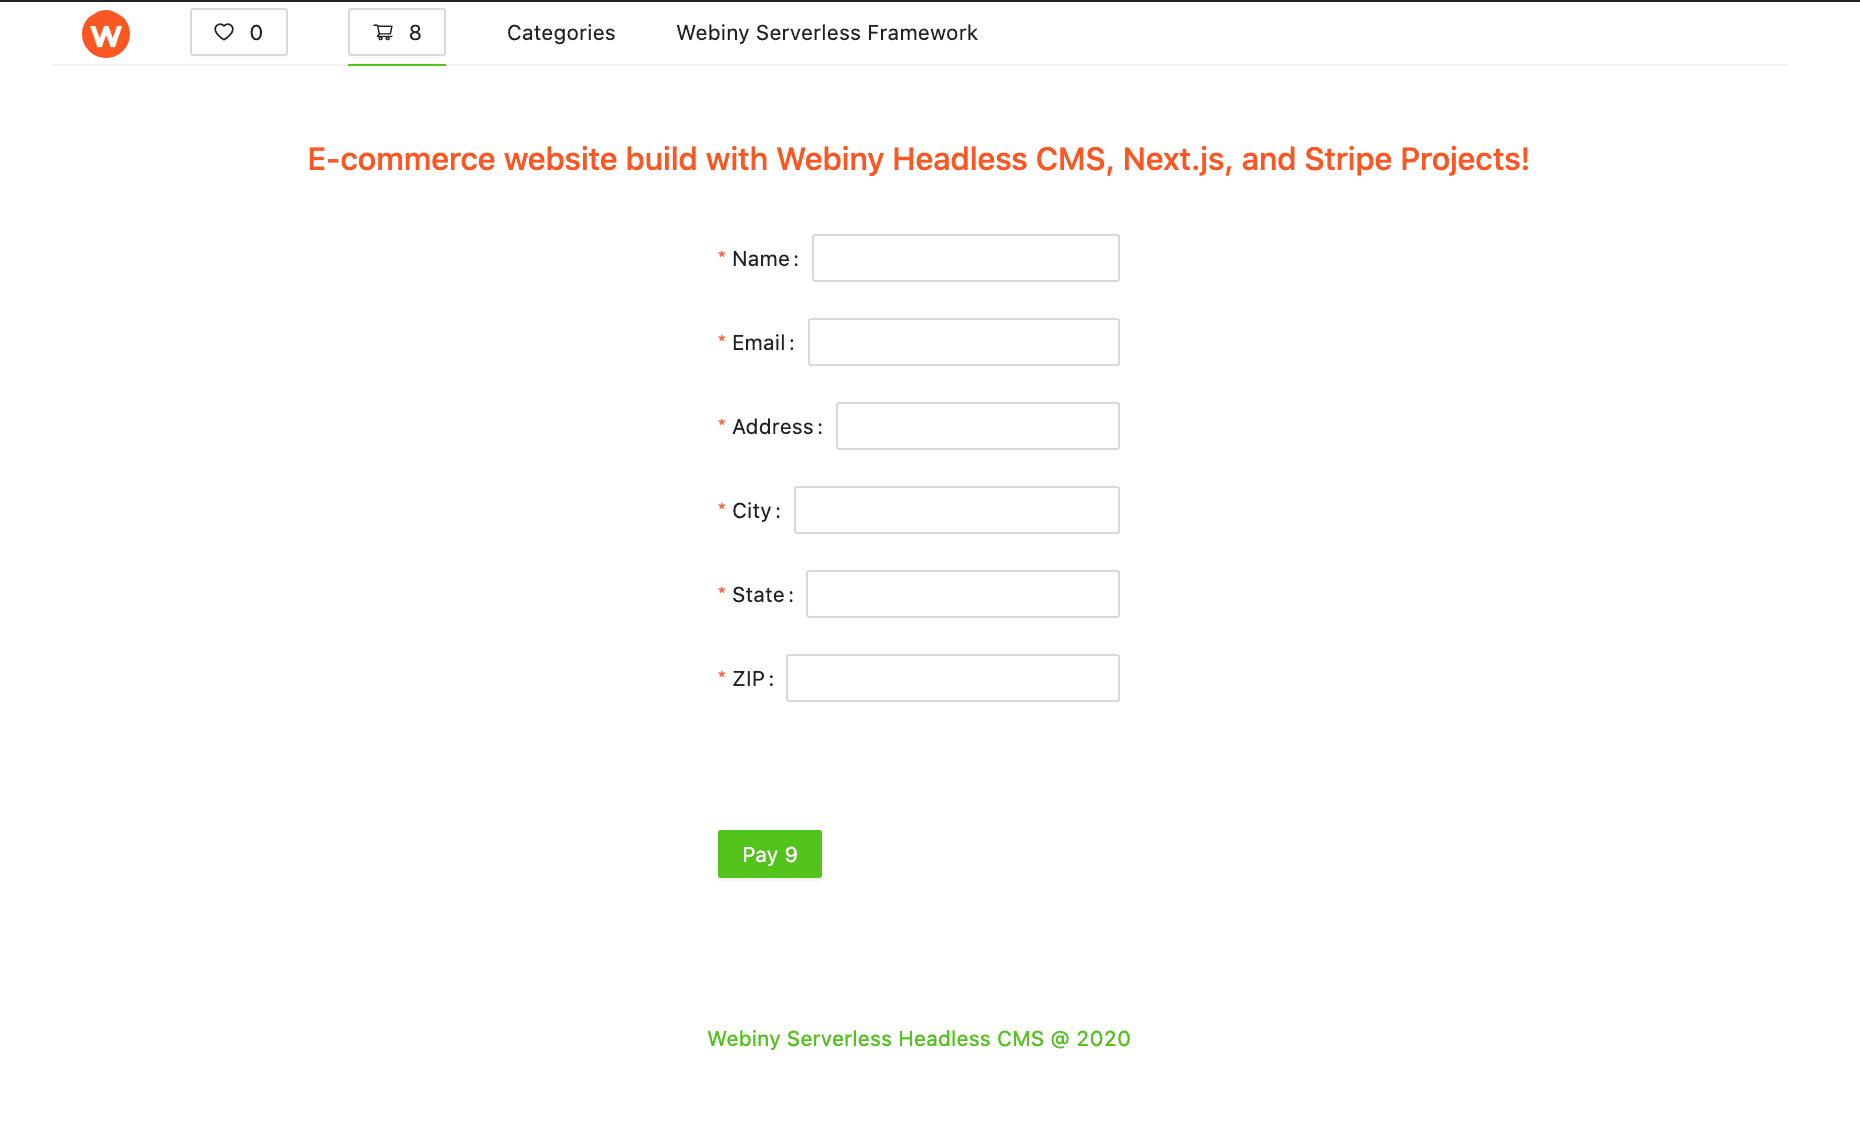 W 0 8 Categories Webiny Serverless Framework
E-commerce website build with Webiny Headless CMS, Next.js, and Stripe Projects!
* Name:
* Email:
* Address:
* City:
* State:
* ZIP:
Pay 9
Webiny Serverless Headless CMS @ 2020